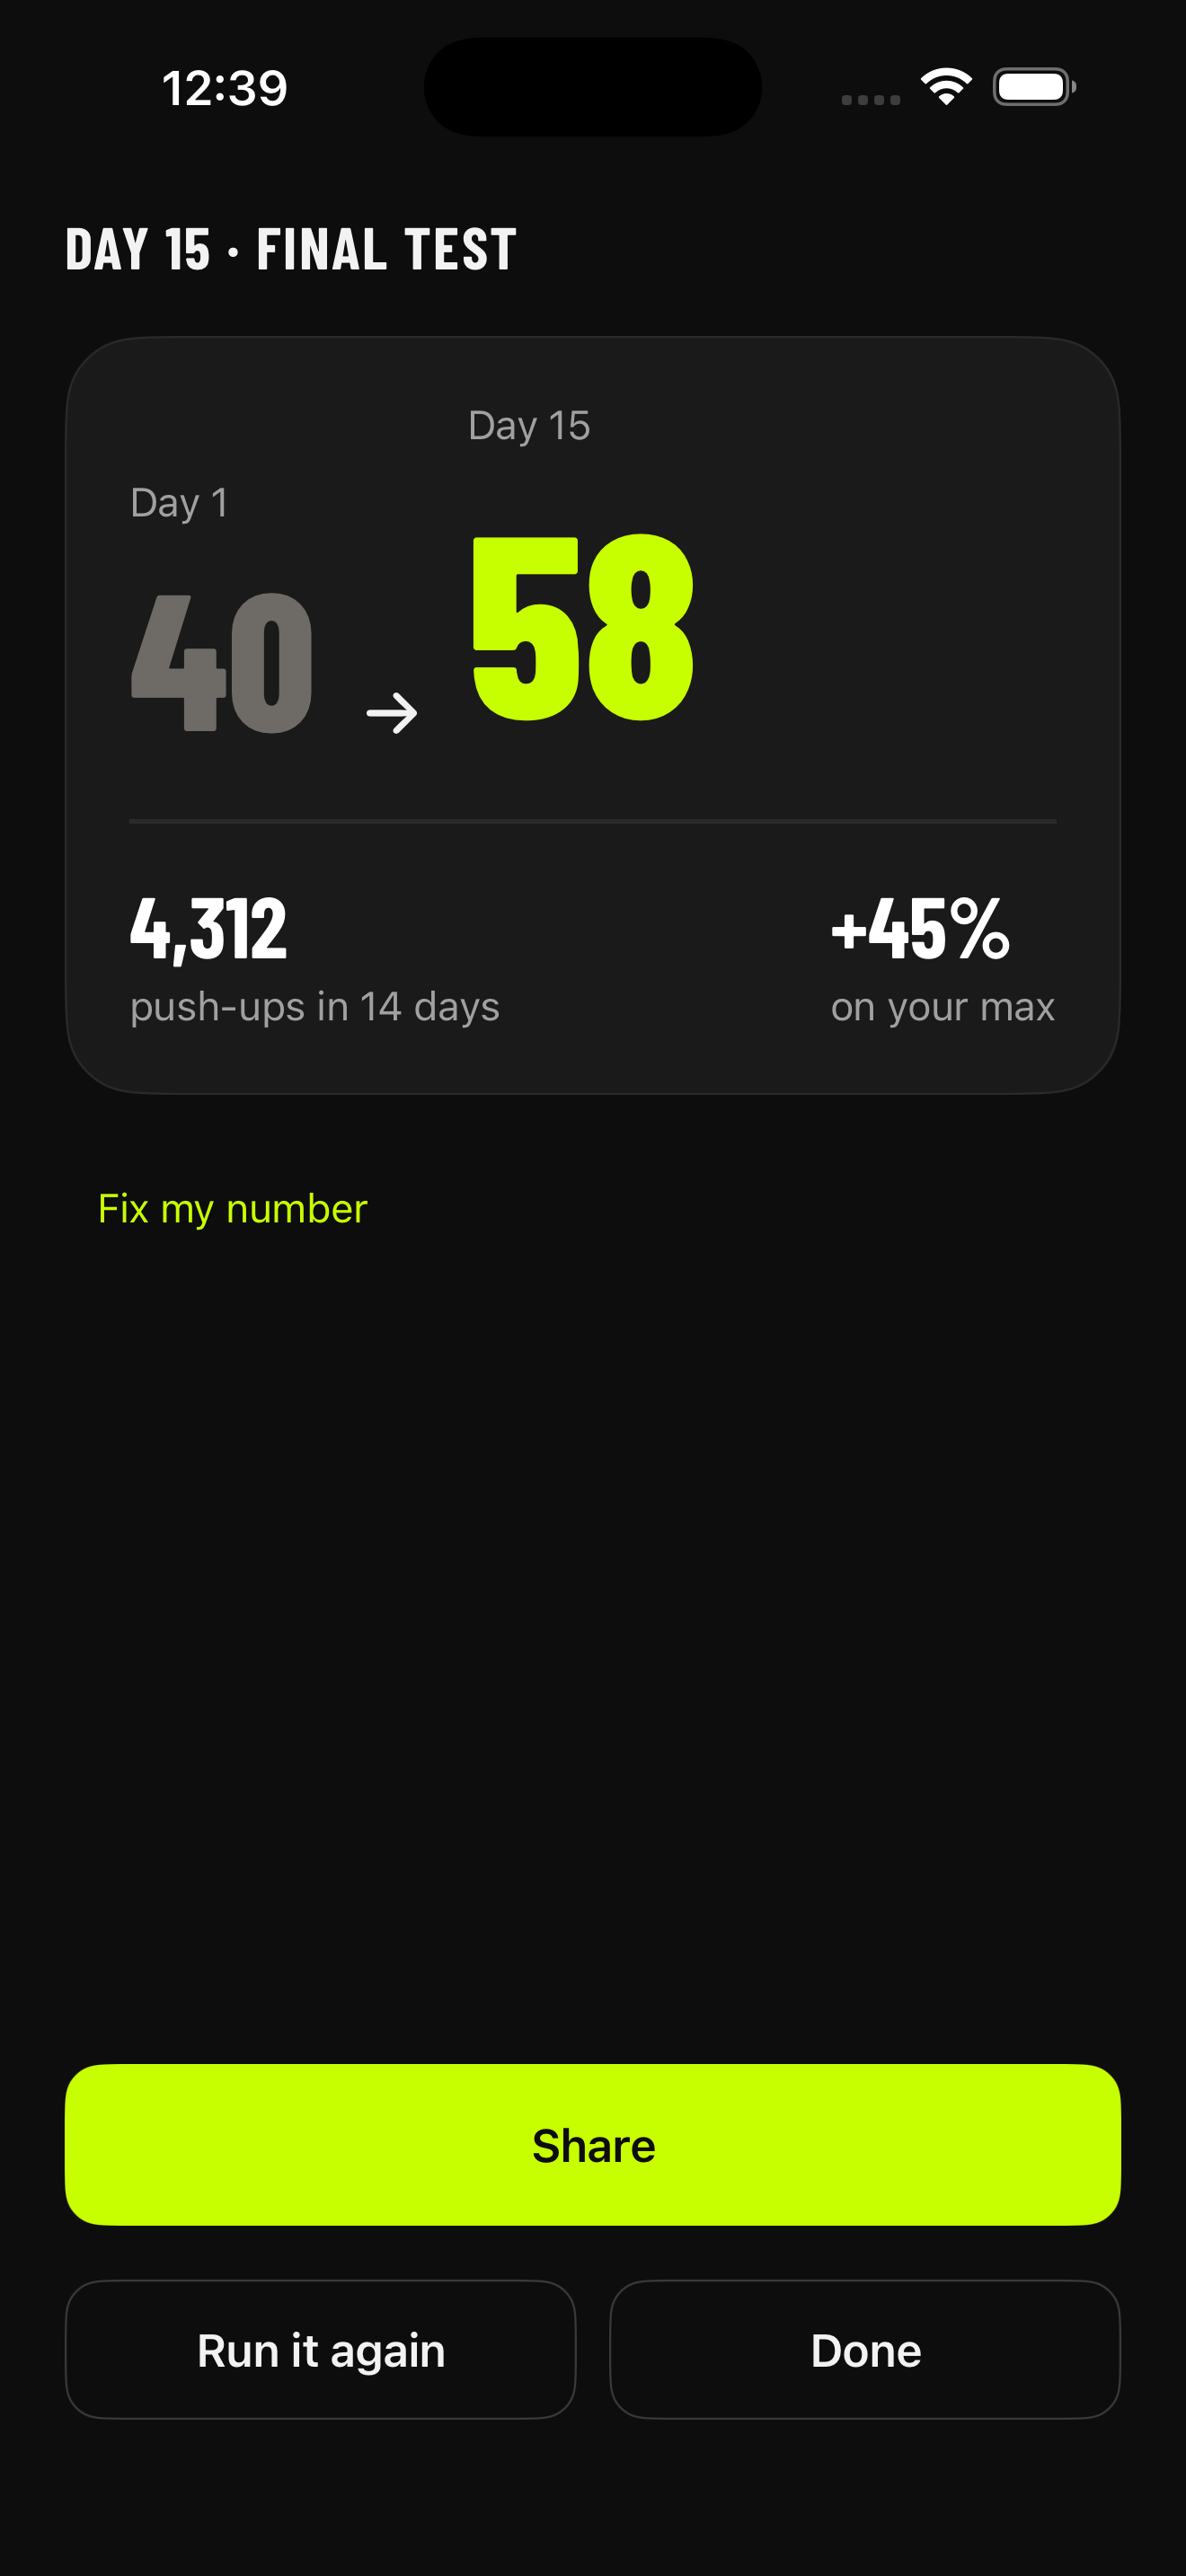 12:39
DAY 15 · FINAL TEST
Day 1
40
→
Day 15
58
4,312
push-ups in 14 days
+45%
on your max
Fix my number
Share
Run it again
Done